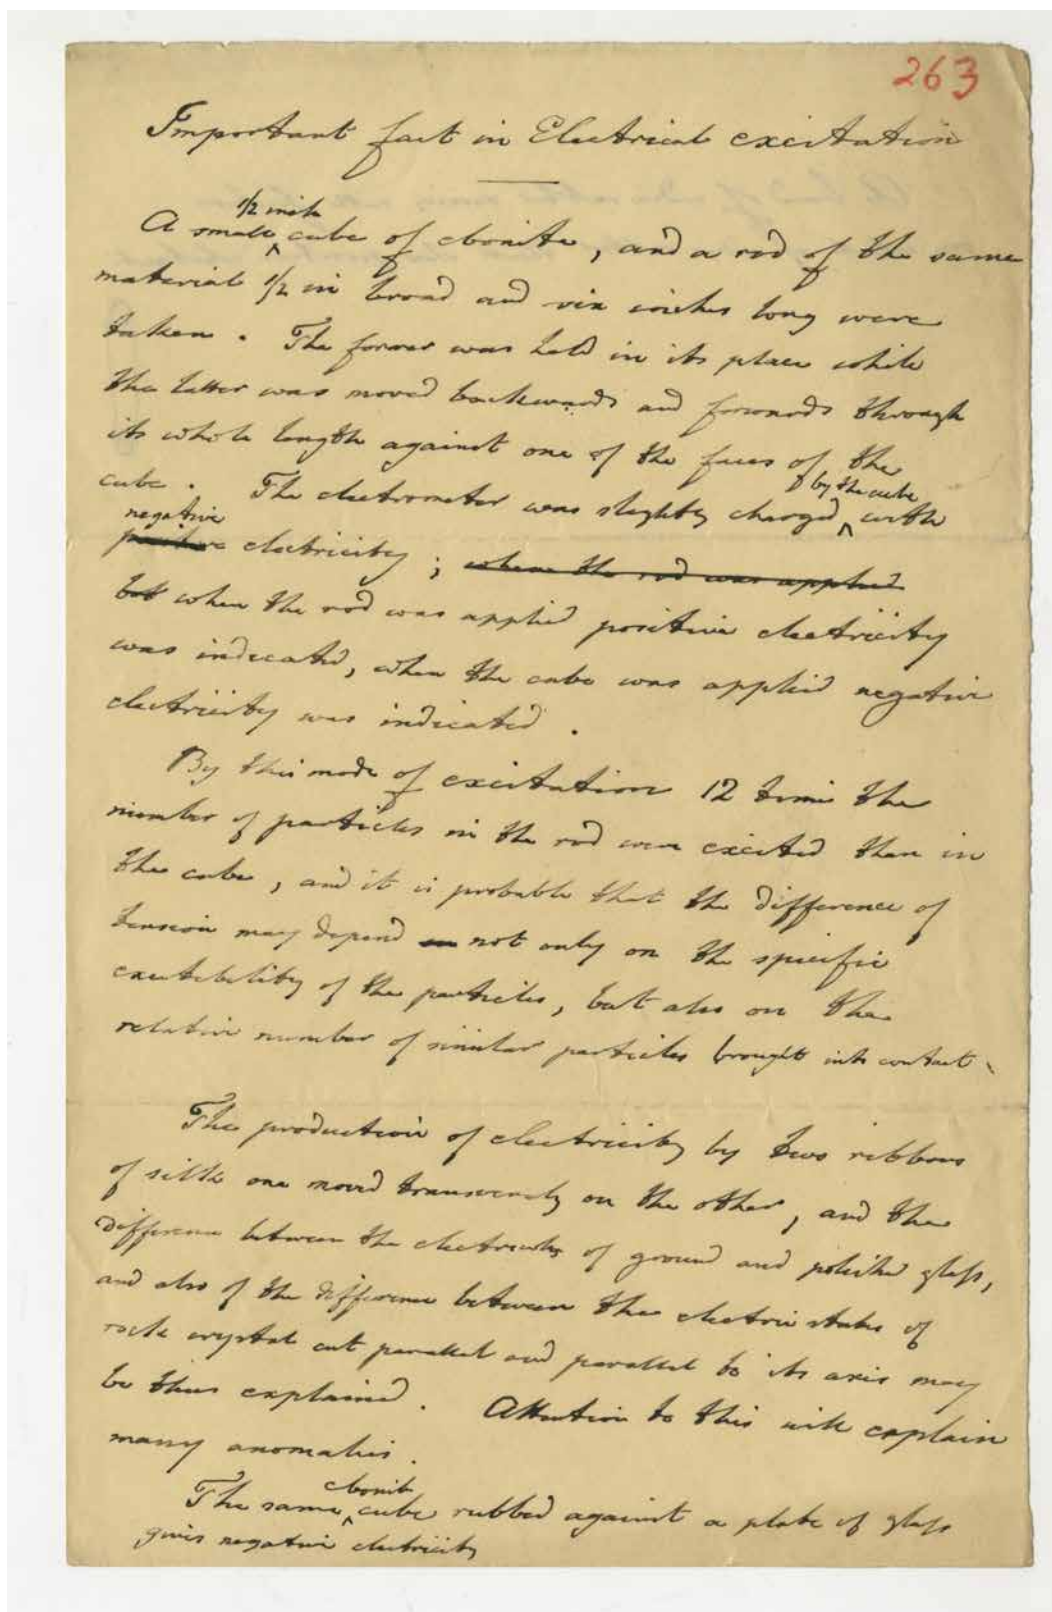 263
Important fact in Electrical excitation
1/2 inch
A small cube of ebonite, and a rod of the same
material 1/2 in broad and six inches long were
taken. The former was held in its place while
the latter was moved backwards and forwards through
its whole length against one of the faces of the
by the cube
cube. The electrometer was slightly charged with
negative
positive electricity; when the rod was applied
but when the rod was applied positive electricity
was indicated, when the cube was applied negative
electricity was indicated.
By this mode of excitation 12 times the
number of particles in the rod were excited than in
the cube, and it is probable that the difference of
tension may depend on not only on the specific
excitability of the particles, but also on the
relative number of similar particles brought into contact.
The production of electricity by two ribbons
of silk one moved transversely on the other, and the
difference between the electricity of ground and polished glass,
and also of the difference between the electric states of
rock crystal cut parallel and parallel to its axis may
be thus explained. Attention to this will explain
many anomalies.
ebonite
The same cube rubbed against a plate of glass
gives negative electricity